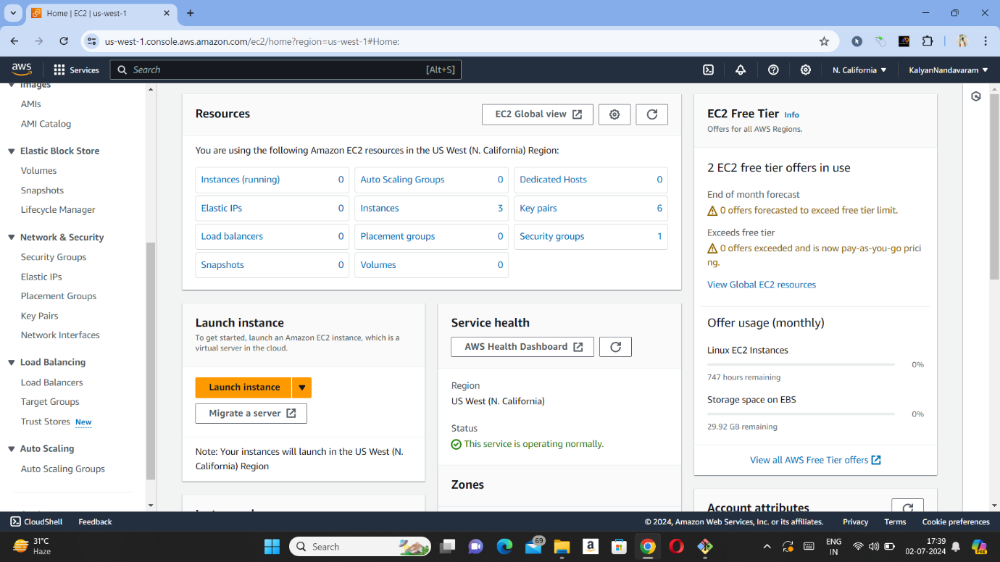 Home | EC2 | us-west-1
us-west-1.console.aws.amazon.com/ec2/home?region=us-west-1#Home:
aws
Services
Search
[Alt+S]
N. California
KalyanNandavaram
Images
AMIs
AMI Catalog
Elastic Block Store
Volumes
Snapshots
Lifecycle Manager
Network & Security
Security Groups
Elastic IPs
Placement Groups
Key Pairs
Network Interfaces
Load Balancing
Load Balancers
Target Groups
Trust Stores New
Auto Scaling
Auto Scaling Groups
Resources
EC2 Global view
You are using the following Amazon EC2 resources in the US West (N. California) Region:
Instances (running) 0
Auto Scaling Groups 0
Dedicated Hosts 0
Elastic IPs 0
Instances 3
Key pairs 6
Load balancers 0
Placement groups 0
Security groups 1
Snapshots 0
Volumes 0
Launch instance
To get started, launch an Amazon EC2 instance, which is a
virtual server in the cloud.
Launch instance
Migrate a server
Note: Your instances will launch in the US West (N.
California) Region
Service health
AWS Health Dashboard
Region
US West (N. California)
Status
This service is operating normally.
Zones
EC2 Free Tier Info
Offers for all AWS Regions.
2 EC2 free tier offers in use
End of month forecast
0 offers forecasted to exceed free tier limit.
Exceeds free tier
0 offers exceeded and is now pay-as-you-go prici
ng.
View Global EC2 resources
Offer usage (monthly)
Linux EC2 Instances
0%
747 hours remaining
Storage space on EBS
0%
29.92 GB remaining
View all AWS Free Tier offers
Account attributes
CloudShell
Feedback
© 2024, Amazon Web Services, Inc. or its affiliates.
Privacy
Terms
Cookie preferences
31°C
Haze
Search
69
ENG
IN
17:39
02-07-2024
PRE